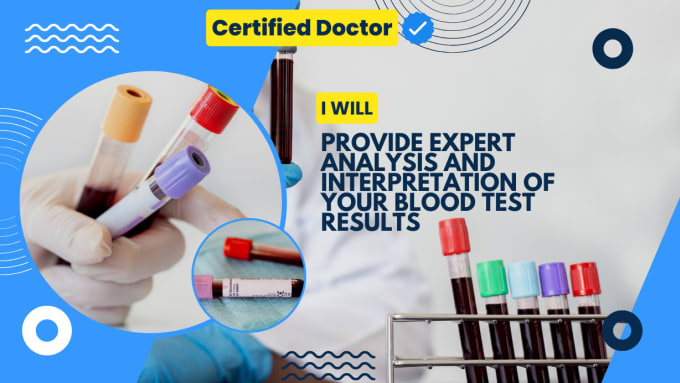 Certified Doctor
I WILL
PROVIDE EXPERT
ANALYSIS AND
INTERPRETATION OF
YOUR BLOOD TEST
RESULTS